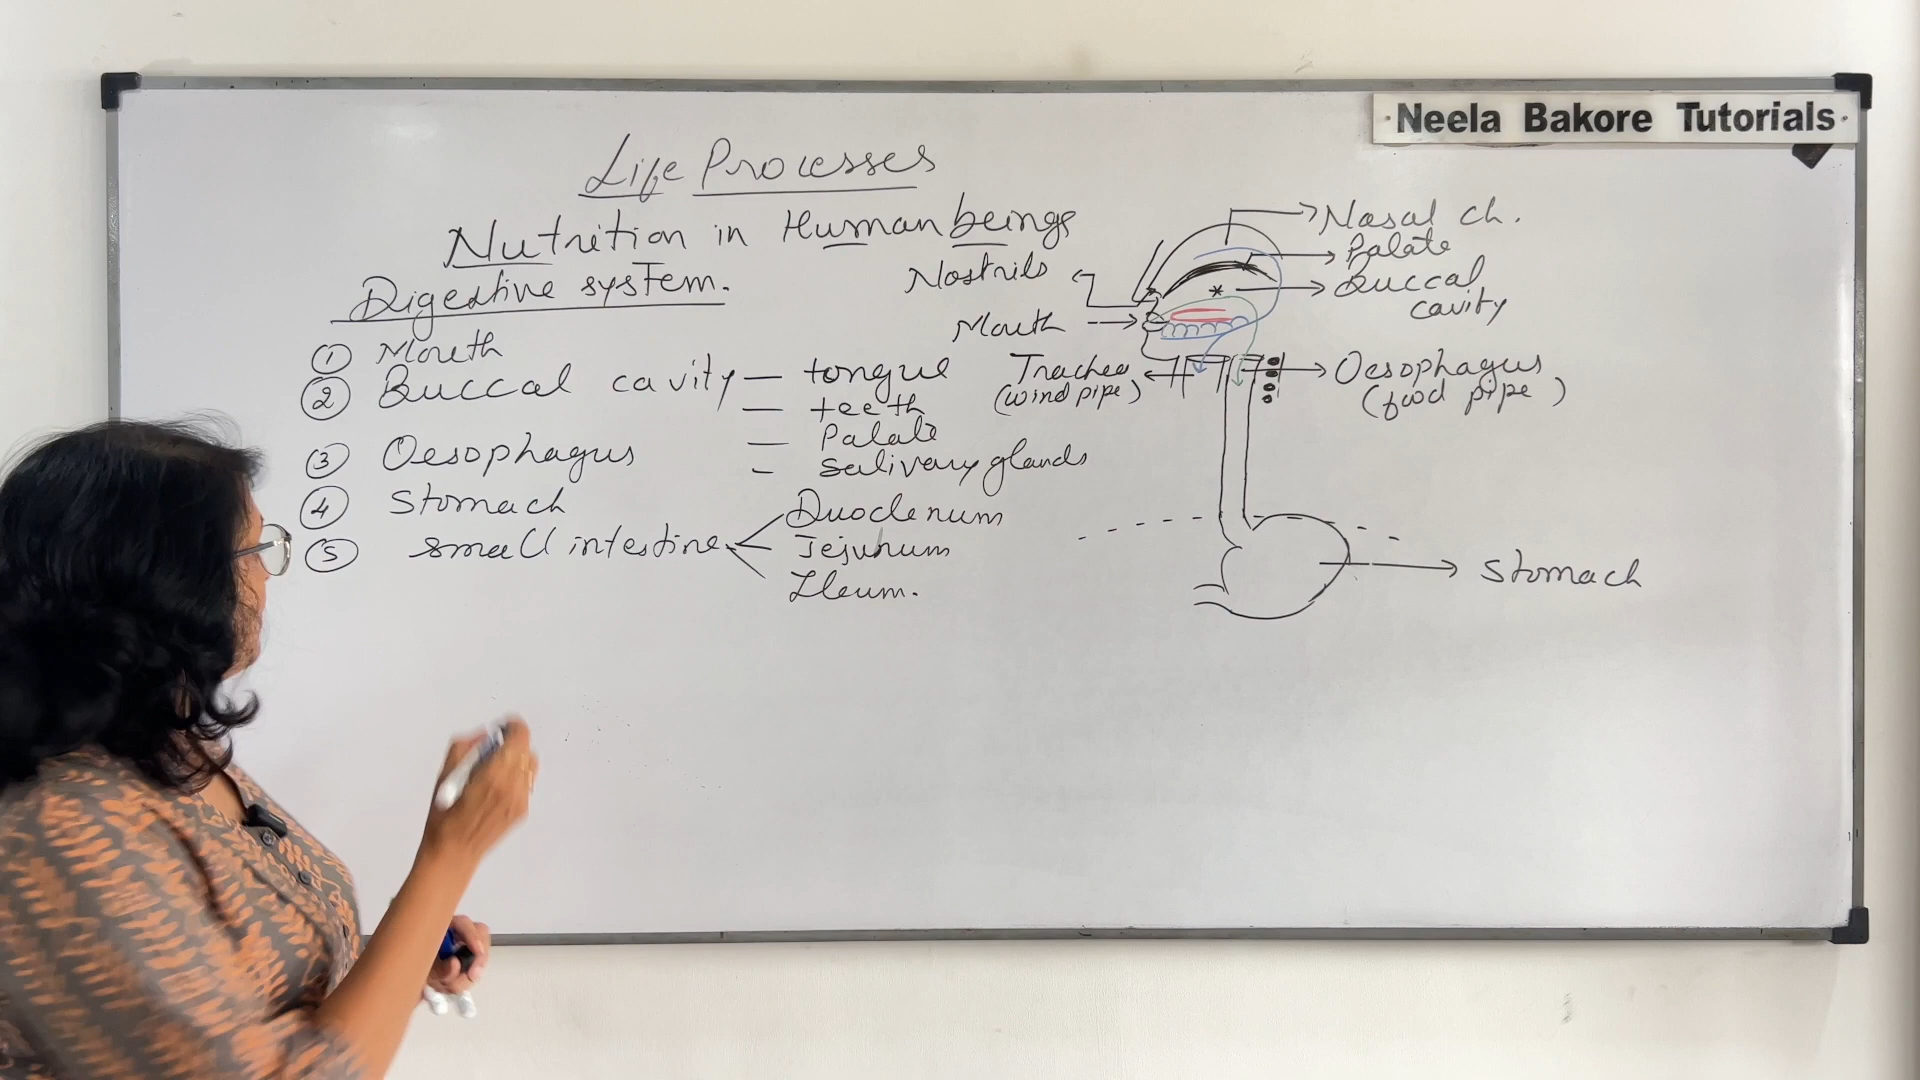 Neela Bakore Tutorials
Life Processes
Nutrition in Human beings
Digestive system.
① Mouth
② Buccal cavity — tongue
— teeth
— Palate
- Salivary glands
③ Oesophagus
④ Stomach
⑤ Small intestine
Duodenum
Jejunum
Ileum.
Nasal ch.
Palate
Buccal
cavity
Nostrils
Mouth
Trachea
(wind pipe)
Oesophagus
(food pipe)
Stomach